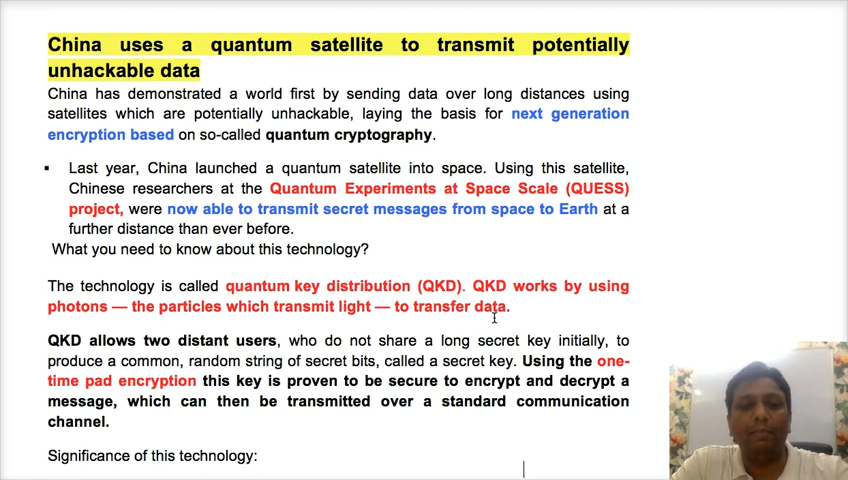 China uses a quantum satellite to transmit potentially
unhackable data
China has demonstrated a world first by sending data over long distances using
satellites which are potentially unhackable, laying the basis for next generation
encryption based on so-called quantum cryptography.
▪ Last year, China launched a quantum satellite into space. Using this satellite,
Chinese researchers at the Quantum Experiments at Space Scale (QUESS)
project, were now able to transmit secret messages from space to Earth at a
further distance than ever before.
What you need to know about this technology?
The technology is called quantum key distribution (QKD). QKD works by using
photons — the particles which transmit light — to transfer data.
QKD allows two distant users, who do not share a long secret key initially, to
produce a common, random string of secret bits, called a secret key. Using the one-
time pad encryption this key is proven to be secure to encrypt and decrypt a
message, which can then be transmitted over a standard communication
channel.
Significance of this technology: